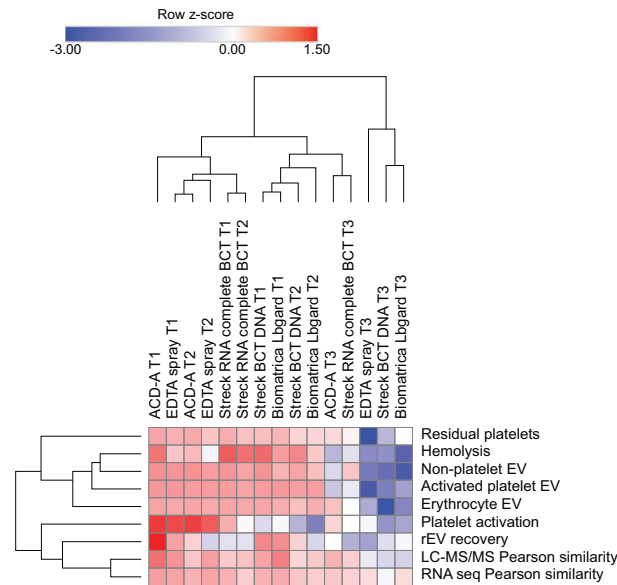 Row z-score
-3.00 0.00 1.50
ACD-A T1
EDTA spray T1
ACD-A T2
EDTA spray T2
Streck RNA complete BCT T1
Streck RNA complete BCT T2
Streck BCT DNA T1
Biomatrica Lbgard T1
Streck BCT DNA T2
Biomatrica Lbgard T2
ACD-A T3
Streck RNA complete BCT T3
EDTA spray T3
Streck BCT DNA T3
Biomatrica Lbgard T3
Residual platelets
Hemolysis
Non-platelet EV
Activated platelet EV
Erythrocyte EV
Platelet activation
rEV recovery
LC-MS/MS Pearson similarity
RNA seq Pearson similarity